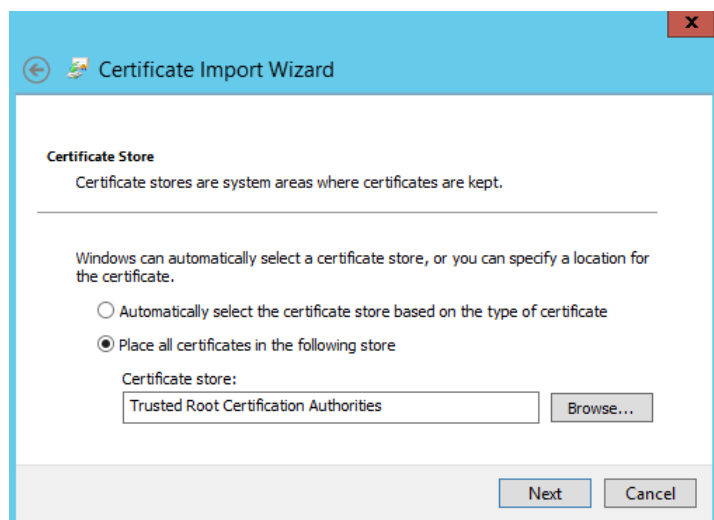 x
Certificate Import Wizard
Certificate Store
Certificate stores are system areas where certificates are kept.
Windows can automatically select a certificate store, or you can specify a location for
the certificate.
Automatically select the certificate store based on the type of certificate
Place all certificates in the following store
Certificate store:
Trusted Root Certification Authorities
Browse...
Next
Cancel